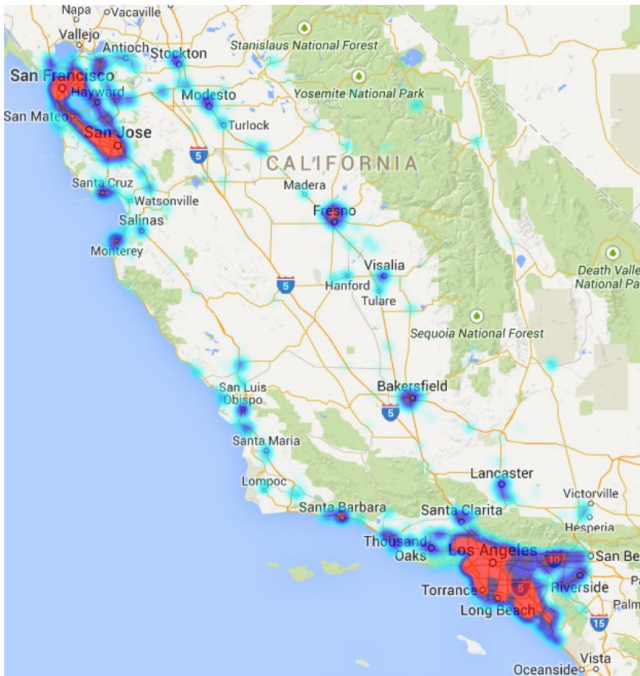 Napa
Vacaville
Vallejo
Antioch
Stockton
Stanislaus National Forest
San Francisco
Hayward
Yosemite National Park
Modesto
San Mateo
Turlock
San Jose
5
CALIFORNIA
Santa Cruz
Madera
Watsonville
Fresno
Salinas
Monterey
Death Valle
National Pa
Visalia
Hanford
5
Tulare
Sequoia National Forest
San Luis
Obispo
Bakersfield
5
Santa Maria
Lancaster
Lompoc
Victorville
Santa Barbara
Santa Clarita
Hesperia
Thousand
Oaks
Los Angeles
10
San Be
5
Riverside
Torrance
Long Beach
Palm
15
Vista
Oceanside